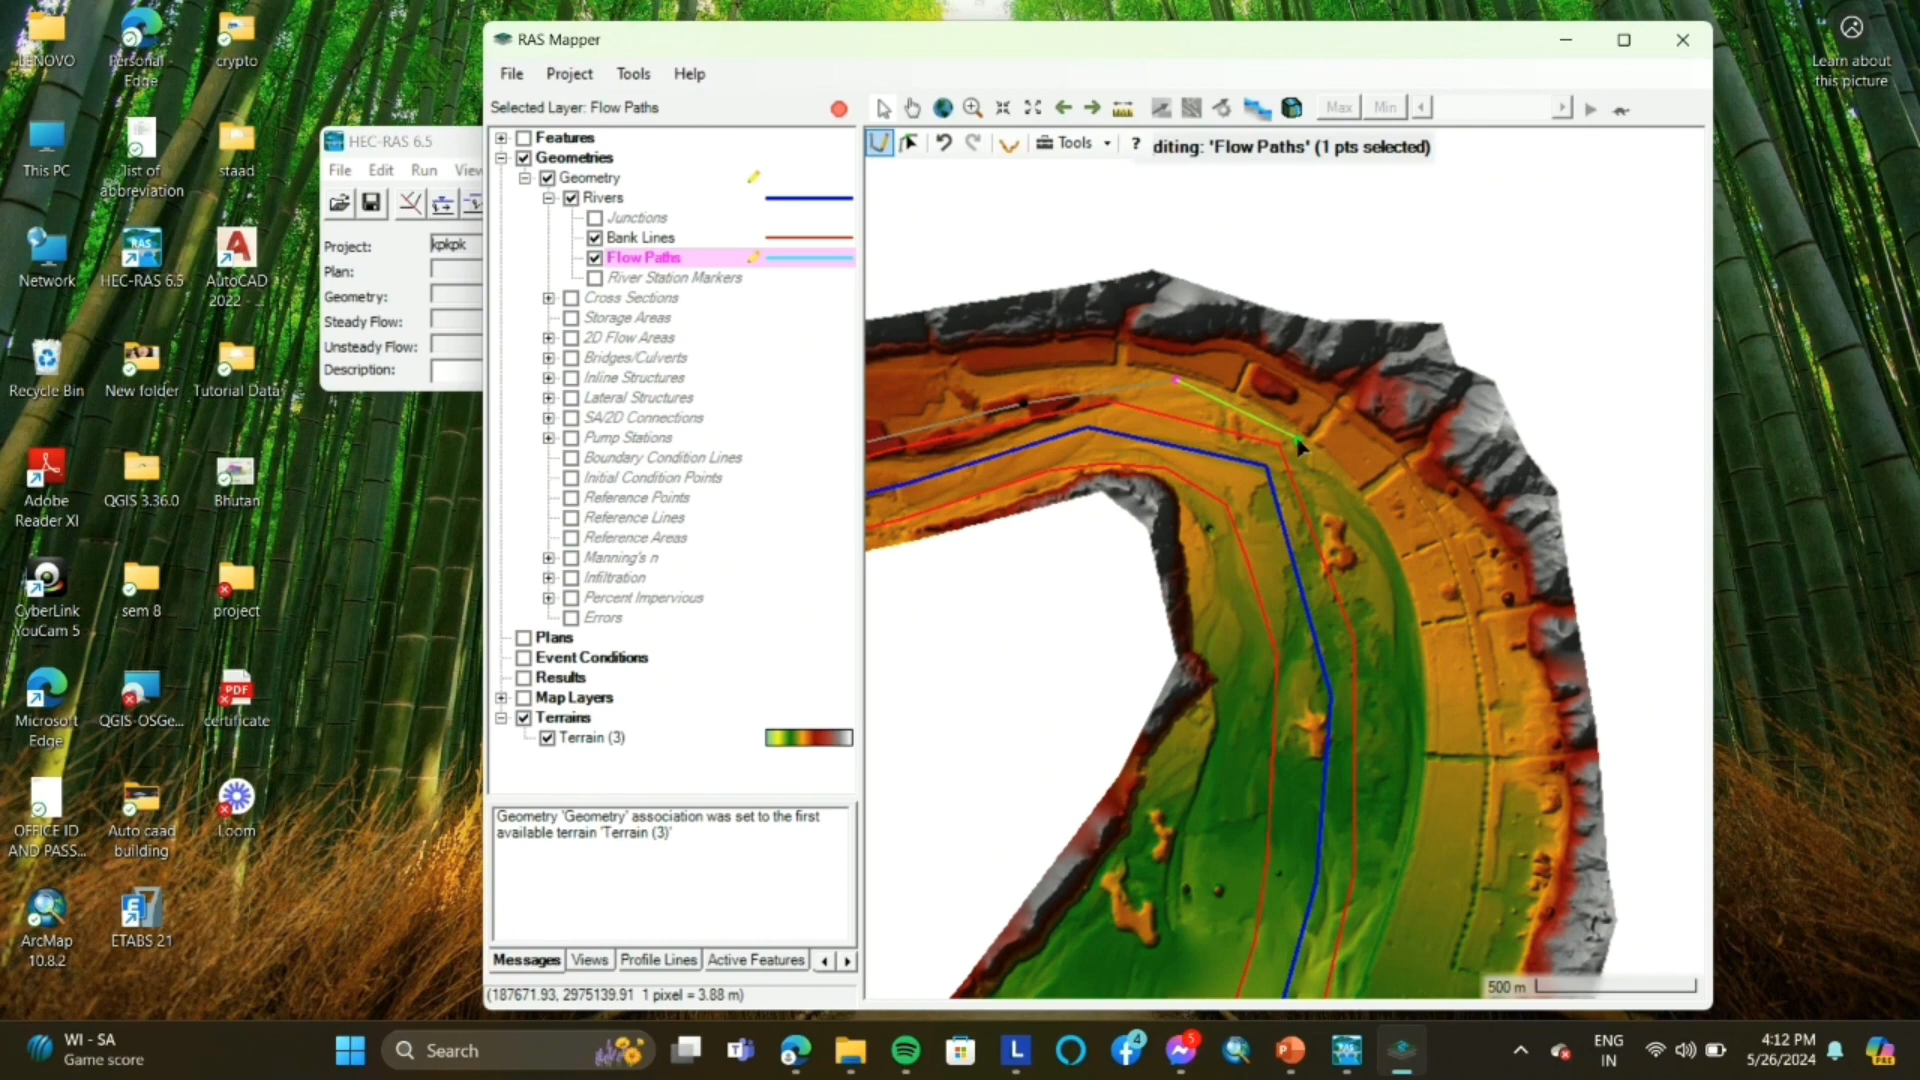 LENOVO
Personal -
Edge
crypto
This PC
list of
abbreviation
staad
Network
RAS
HEC-RAS 6.5
AutoCAD
2022 - ...
Recycle Bin
New folder
Tutorial Data
Adobe
Reader XI
QGIS 3.36.0
Bhutan
CyberLink
YouCam 5
sem 8
project
Microsoft
Edge
QGIS-OSGe...
PDF
certificate
OFFICE ID
AND PASS...
Auto caad
building
Loom
ArcMap
10.8.2
ETABS 21
Learn about
this picture
HEC-RAS 6.5
File Edit Run View
Project: kpkpk
Plan:
Geometry:
Steady Flow:
Unsteady Flow:
Description:
RAS Mapper
File Project Tools Help
Selected Layer: Flow Paths
Max Min
Tools ? diting: 'Flow Paths' (1 pts selected)
Features
Geometries
Geometry
Rivers
Junctions
Bank Lines
Flow Paths
River Station Markers
Cross Sections
Storage Areas
2D Flow Areas
Bridges/Culverts
Inline Structures
Lateral Structures
SA/2D Connections
Pump Stations
Boundary Condition Lines
Initial Condition Points
Reference Points
Reference Lines
Reference Areas
Manning's n
Infiltration
Percent Impervious
Errors
Plans
Event Conditions
Results
Map Layers
Terrains
Terrain (3)
Geometry 'Geometry' association was set to the first
available terrain 'Terrain (3)'
Messages Views Profile Lines Active Features
(187671.93, 2975139.91 1 pixel = 3.88 m)
500 m
WI - SA
Game score
Search
L
4
5
ENG
IN
4:12 PM
5/26/2024
PRE